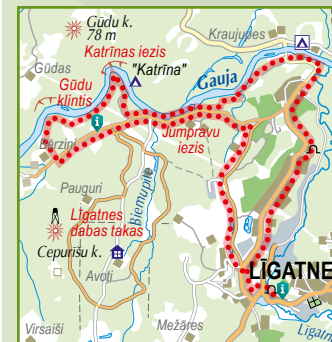 Gūdu k.
78 m
Kraujupes
Katrīnas iezis
Gūdas
"Katrīna"
Gauja
Gūdu
klintis
Jumpravu
iezis
Bērziņi
Pauguri
Biemupīte
Līgatnes
dabas takas
Cepurīšu k.
Avoti
LĪGATNE
Mežāres
Virsaiši